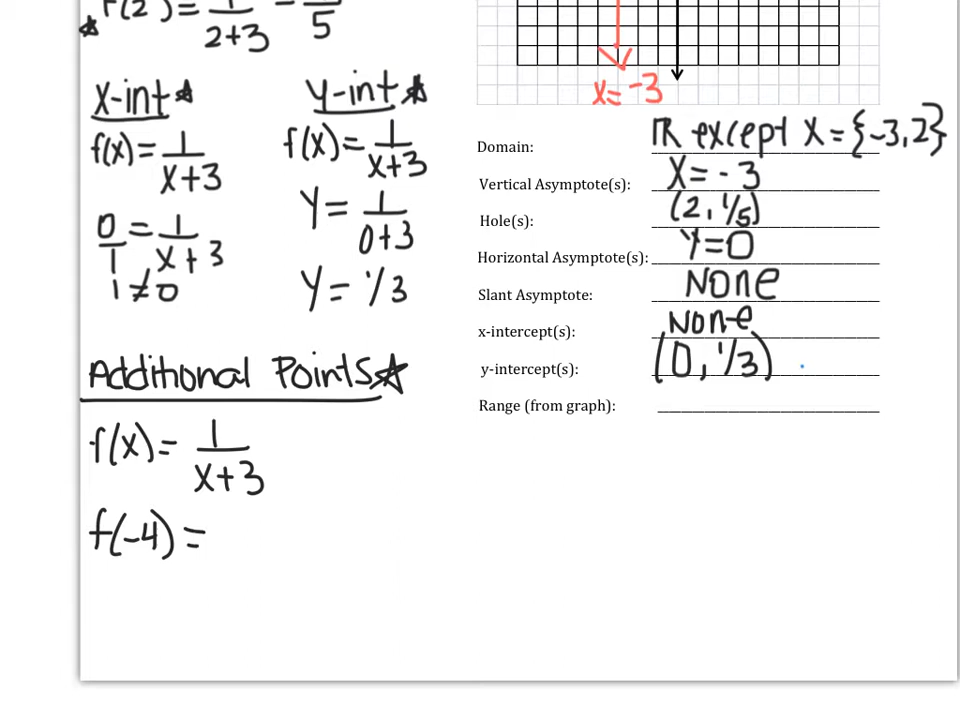 f(2) = 1/(2+3) = 1/5
x-int
f(x) = 1/(x+3)
0/1 = 1/(x+3)
1 ≠ 0
y-int
f(x) = 1/(x+3)
y = 1/(0+3)
y = 1/3
Additional Points
f(x) = 1/(x+3)
f(-4) =
x = -3
Domain: ℝ except x = {-3, 2}
Vertical Asymptote(s): x = -3
Hole(s): (2, 1/5)
Horizontal Asymptote(s): y = 0
Slant Asymptote: None
x-intercept(s): None
y-intercept(s): (0, 1/3)
Range (from graph):